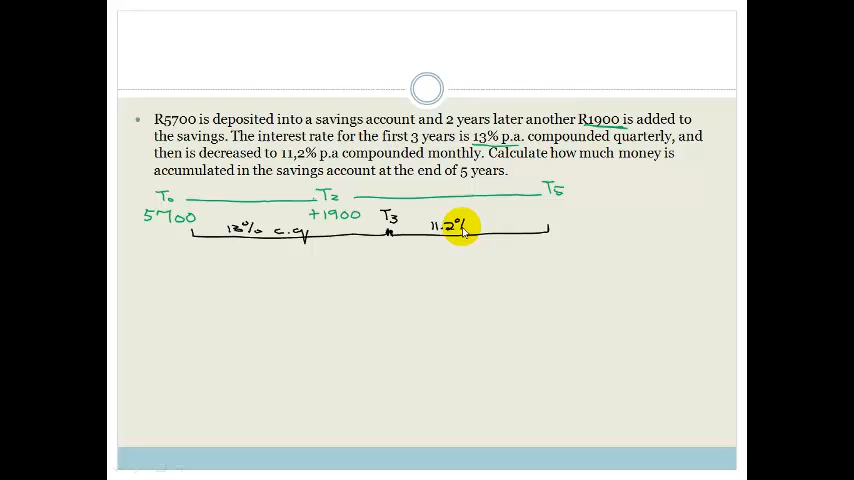 R5700 is deposited into a savings account and 2 years later another R1900 is added to
the savings. The interest rate for the first 3 years is 13% p.a. compounded quarterly, and
then is decreased to 11,2% p.a compounded monthly. Calculate how much money is
accumulated in the savings account at the end of 5 years.
T0 T2 T5
5700 +1900 T3
13% c.q 11.2%